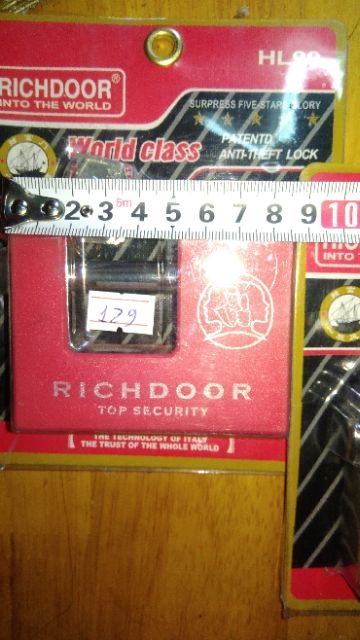 RICHDOOR®
INTO THE WORLD
SURPRESS FIVE-STARS GLORY
World class
PATENTD
ANTI-THEFT LOCK
2 3 5m 4 5 6 7 8 9 10
INTO
129
RICHDOOR
TOP SECURITY
THE TECHNOLOGY OF ITALY
THE TRUST OF THE WHOLE WORLD